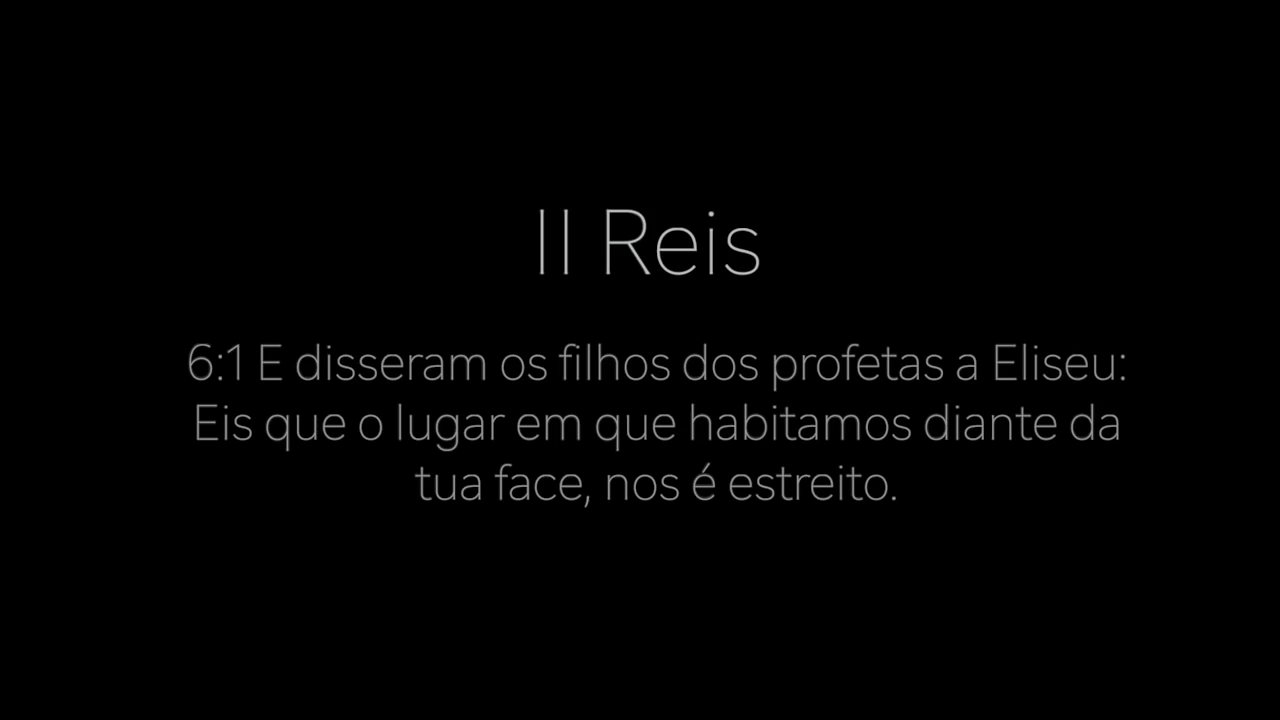 II Reis
6:1 E disseram os filhos dos profetas a Eliseu:
Eis que o lugar em que habitamos diante da
tua face, nos é estreito.